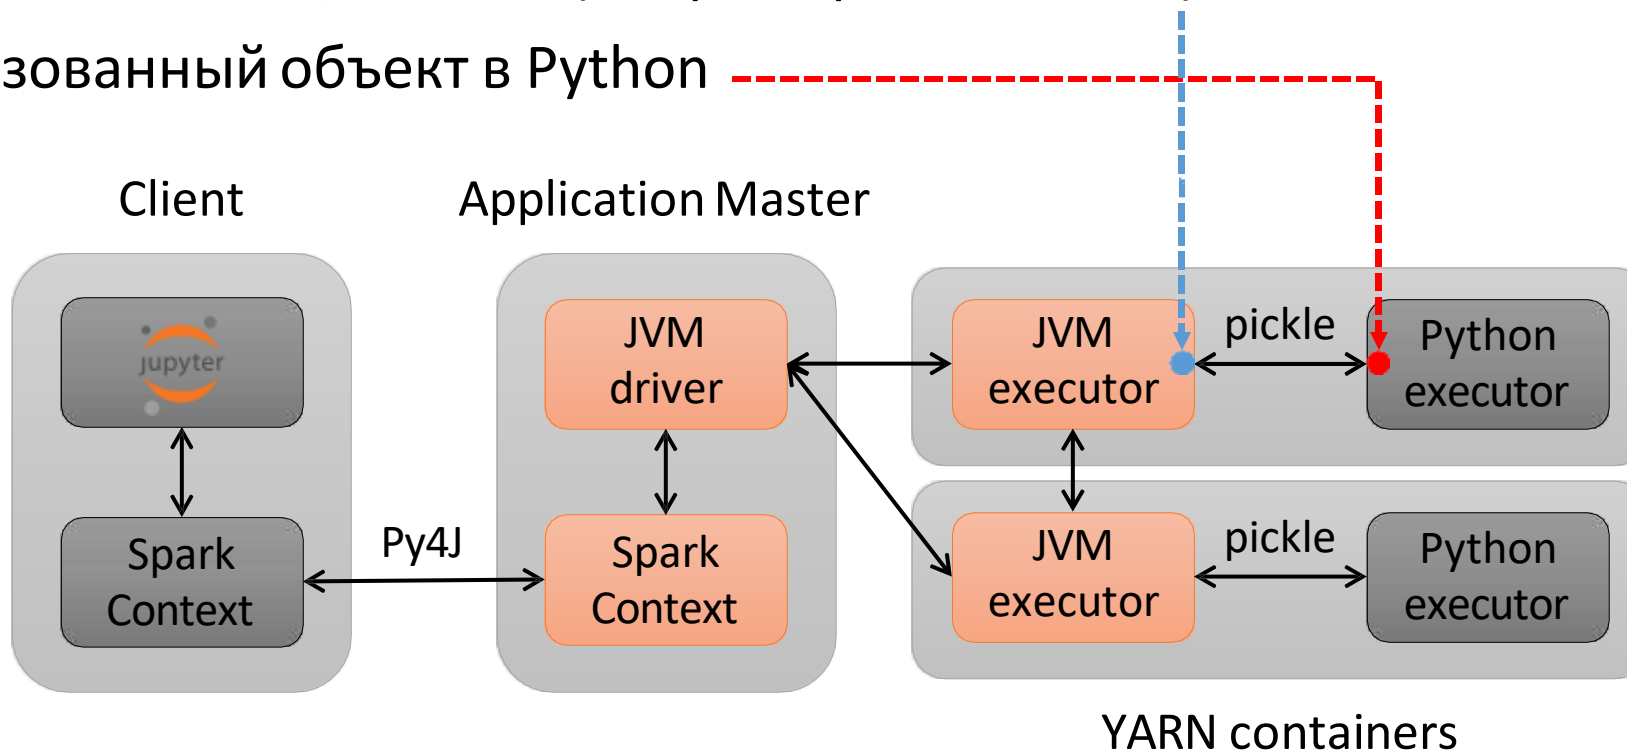 зованный объект в Python
Client
Application Master
jupyter
JVM
driver
JVM
executor
pickle
Python
executor
Spark
Context
Py4J
Spark
Context
JVM
executor
pickle
Python
executor
YARN containers